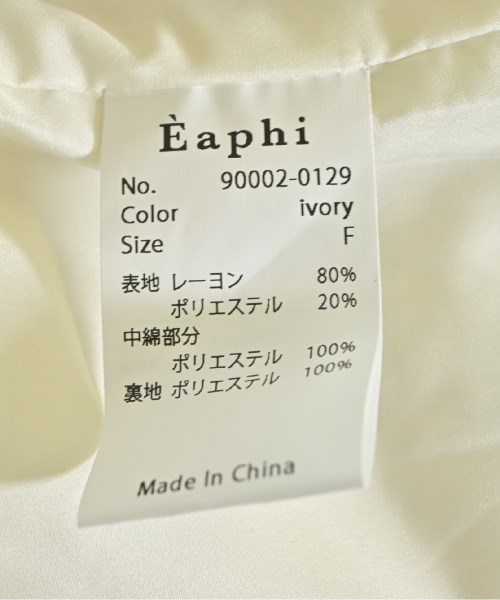 Èaphi
No. 90002-0129
Color ivory
Size F
表地 レーヨン 80%
ポリエステル 20%
中綿部分
ポリエステル 100%
裏地 ポリエステル 100%
Made In China